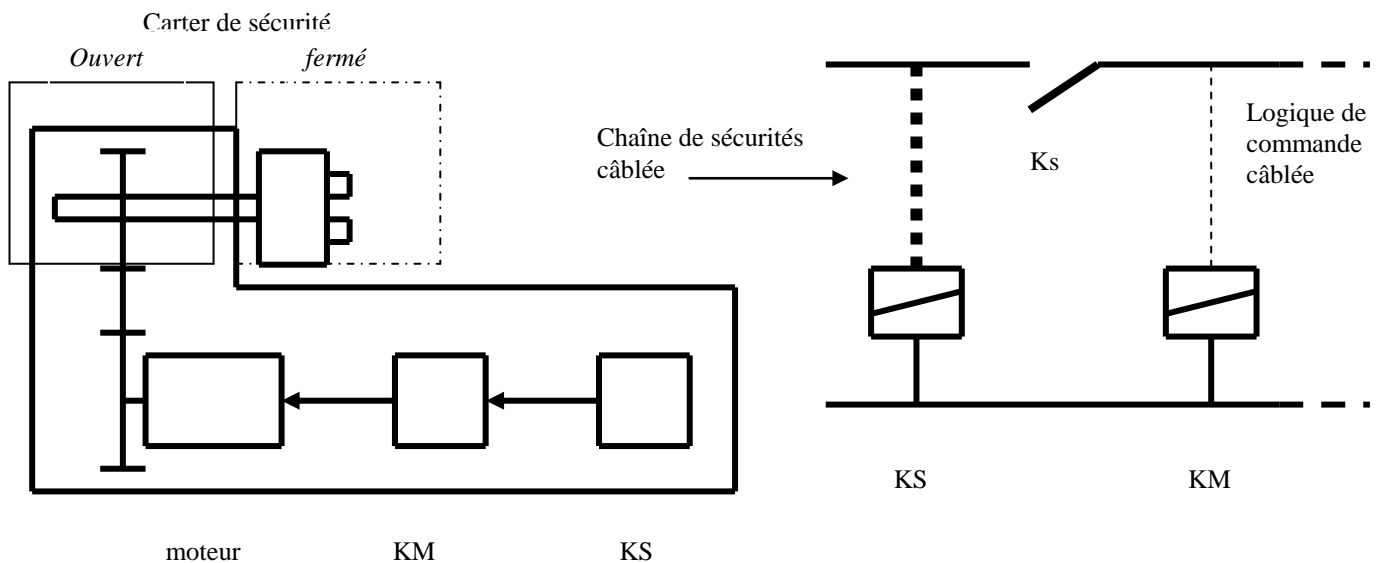 Carter de sécurité
Ouvert
fermé
Chaîne de sécurités
câblée
Ks
Logique de
commande
câblée
KS
KM
moteur
KM
KS